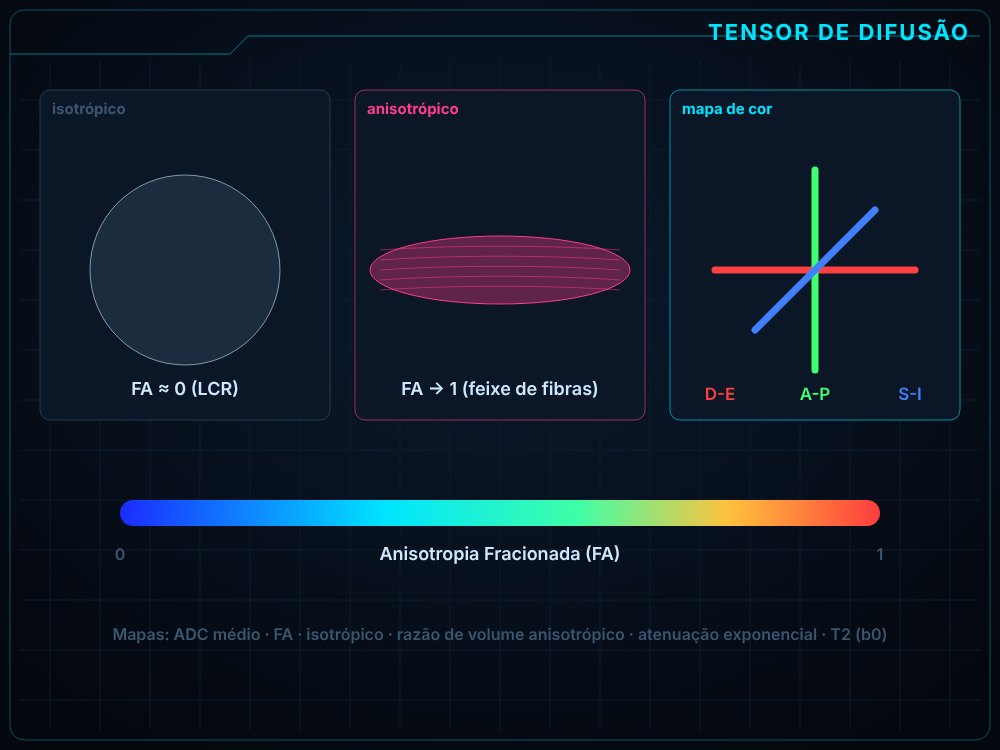 TENSOR DE DIFUSÃO
isotrópico
anisotrópico
mapa de cor
FA ≈ 0 (LCR)
FA → 1 (feixe de fibras)
D-E
A-P
S-I
0
Anisotropia Fracionada (FA)
1
Mapas: ADC médio · FA · isotrópico · razão de volume anisotrópico · atenuação exponencial · T2 (b0)